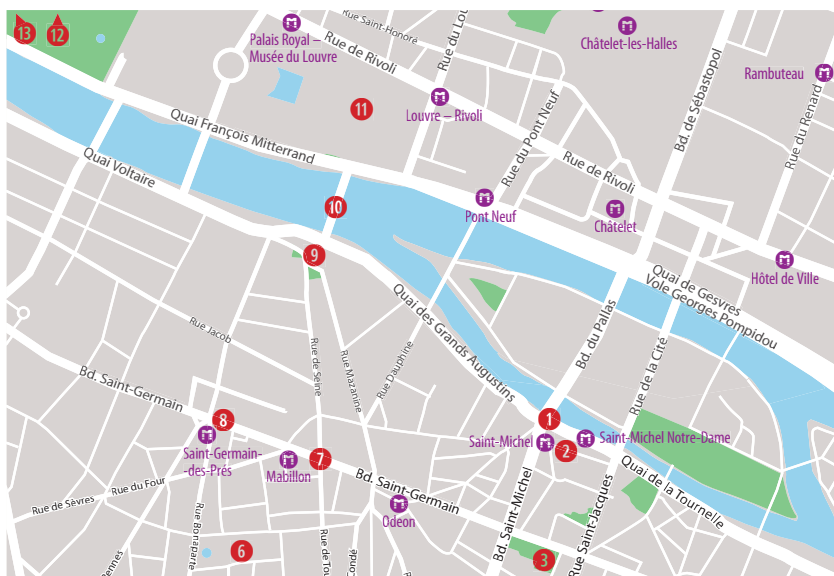 13
12
Palais Royal –
Musée du Louvre
Rue Saint-Honoré
Rue de Rivoli
Rue du Lou
Châtelet-les-Halles
Bd. de Sébastopol
Rambuteau
Rue du Renard
11
Louvre – Rivoli
Quai François Mitterrand
Quai Voltaire
Rue du Pont Neuf
Rue de Rivoli
10
Pont Neuf
Châtelet
9
Hôtel de Ville
Quai de Gesvres
Voie Georges Pompidou
Quai des Grands Augustins
Rue Jacob
Rue de Seine
Rue Mazanine
Rue Dauphine
Bd. du Pallas
Rue de la Cité
Bd. Saint-Germain
8
1
Saint-Germain-
-des-Prés
Saint-Michel
2
Saint-Michel Notre-Dame
7
Mabillon
Bd. Saint-Germain
Quai de la Tournelle
Rue de Sèvres
Rue du Four
Rue Bonaparte
Odeon
Bd. Saint-Michel
Rue Saint-Jacques
6
3
Rennes
Rue de Tou
Condé